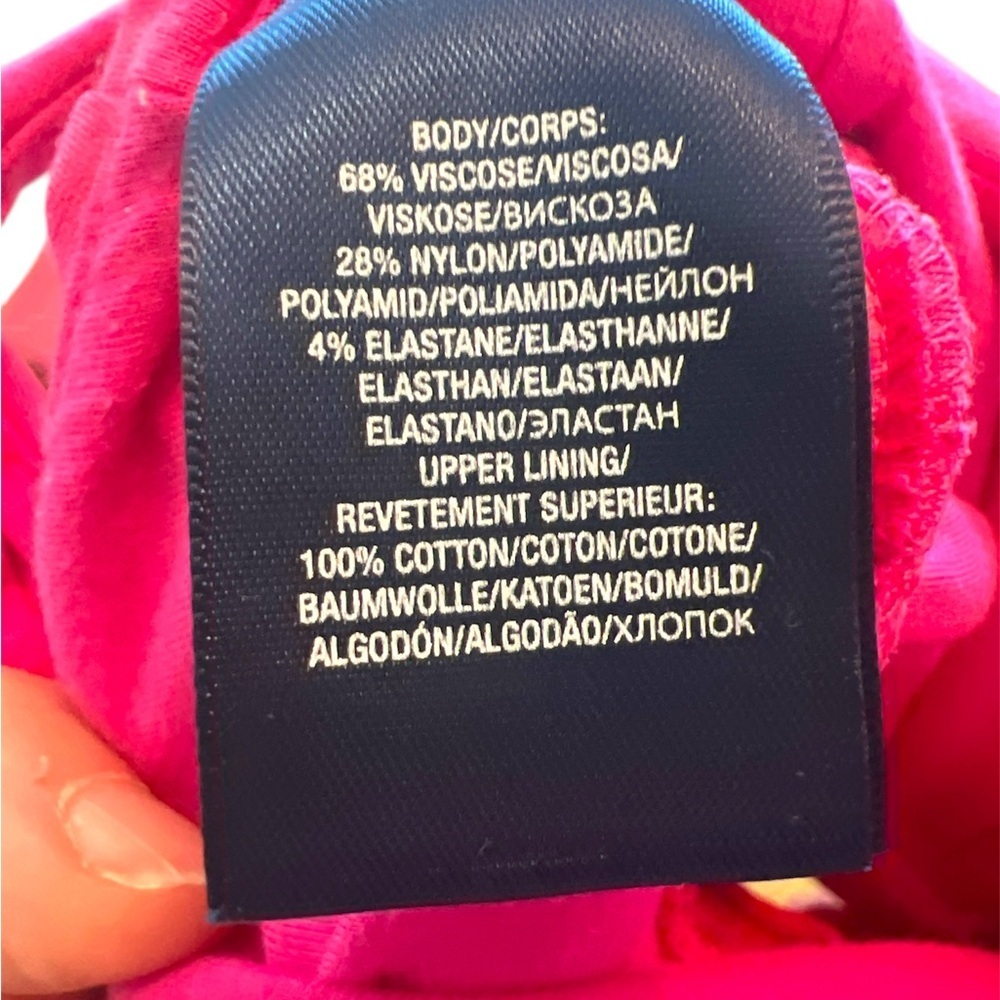 BODY/CORPS:
68% VISCOSE/VISCOSA/
VISKOSE/ВИСКОЗА
28% NYLON/POLYAMIDE/
POLYAMID/POLIAMIDA/НЕЙЛОН
4% ELASTANE/ELASTHANNE/
ELASTHAN/ELASTAAN/
ELASTANO/ЭЛАСТАН
UPPER LINING/
REVETEMENT SUPERIEUR:
100% COTTON/COTON/COTONE/
BAUMWOLLE/KATOEN/BOMULD/
ALGODÓN/ALGODÃO/ХЛОПОК